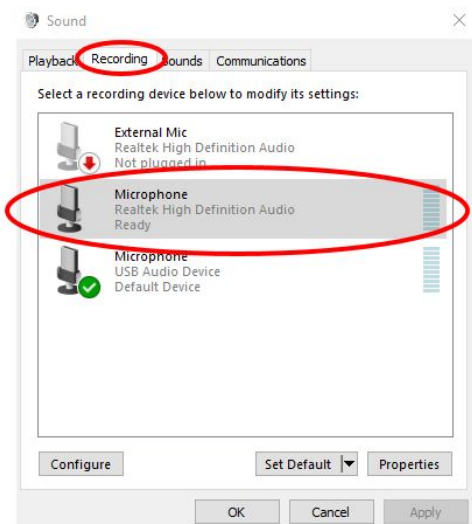 Sound
Playback Recording Sounds Communications
Select a recording device below to modify its settings:
External Mic
Realtek High Definition Audio
Not plugged in
Microphone
Realtek High Definition Audio
Ready
Microphone
USB Audio Device
Default Device
Configure Set Default Properties
OK Cancel Apply